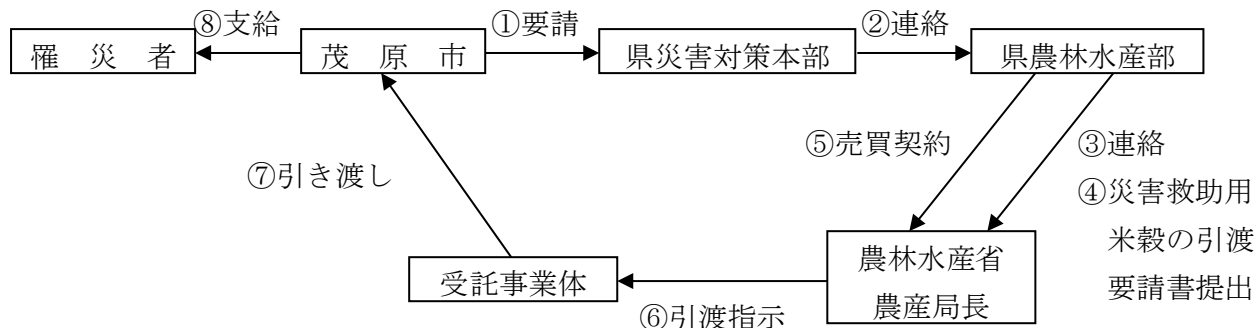 ⑧支給
①要請
②連絡
罹 災 者
茂 原 市
県災害対策本部
県農林水産部
⑤売買契約
③連絡
⑦引き渡し
④災害救助用
米穀の引渡
要請書提出
受託事業体
農林水産省
農産局長
⑥引渡指示